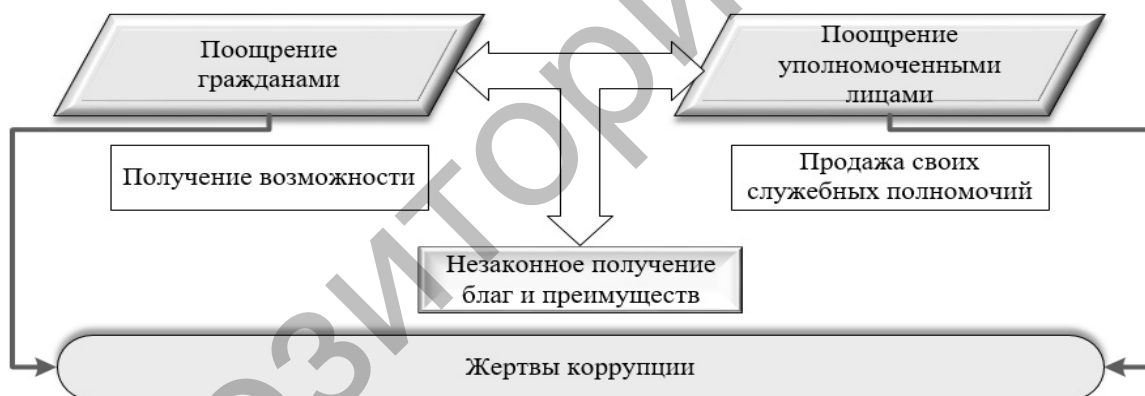 Поощрение
гражданами
Поощрение
уполномоченными
лицами
Получение возможности
Продажа своих
служебных полномочий
Незаконное получение
благ и преимуществ
Жертвы коррупции